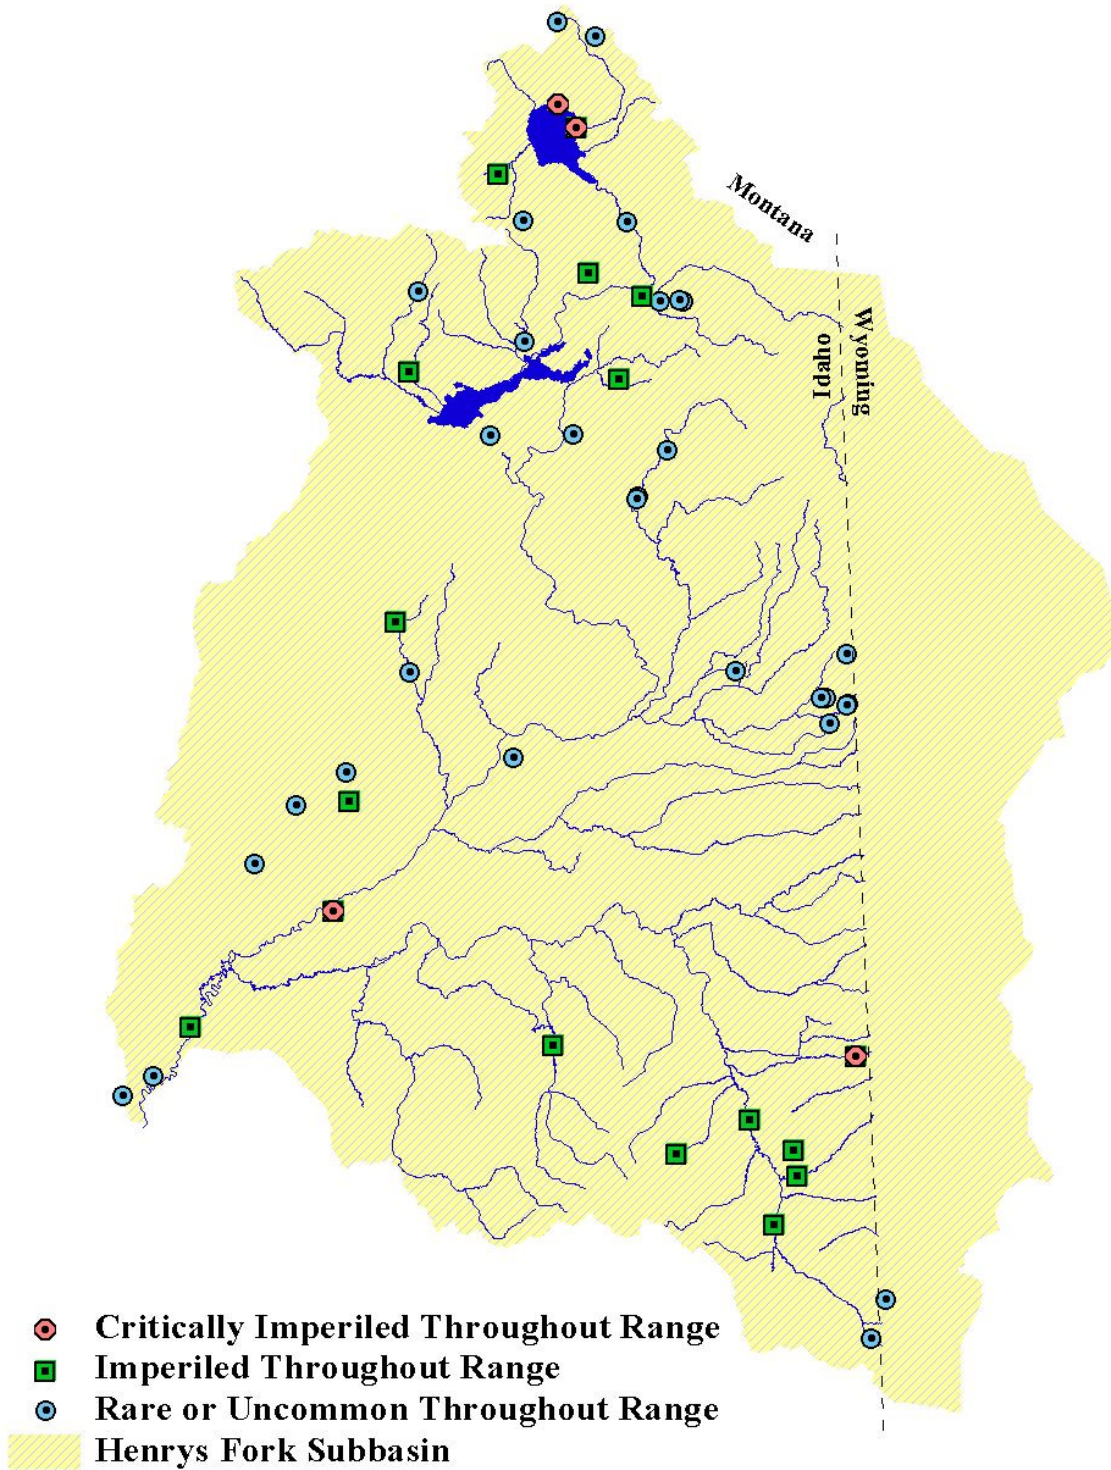 Montana
Idaho
Wyoming
Critically Imperiled Throughout Range
Imperiled Throughout Range
Rare or Uncommon Throughout Range
Henrys Fork Subbasin